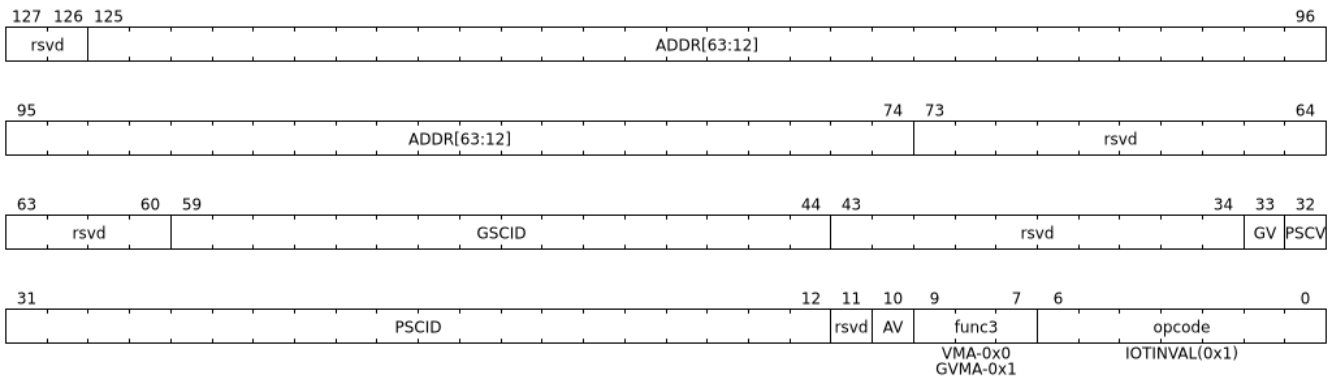 127 126 125 96
rsvd ADDR[63:12]
95 74 73 64
ADDR[63:12] rsvd
63 60 59 44 43 34 33 32
rsvd GSCID rsvd GV PSCV
31 12 11 10 9 7 6 0
PSCID rsvd AV func3 opcode
VMA-0x0 IOTINVAL(0x1)
GVMA-0x1